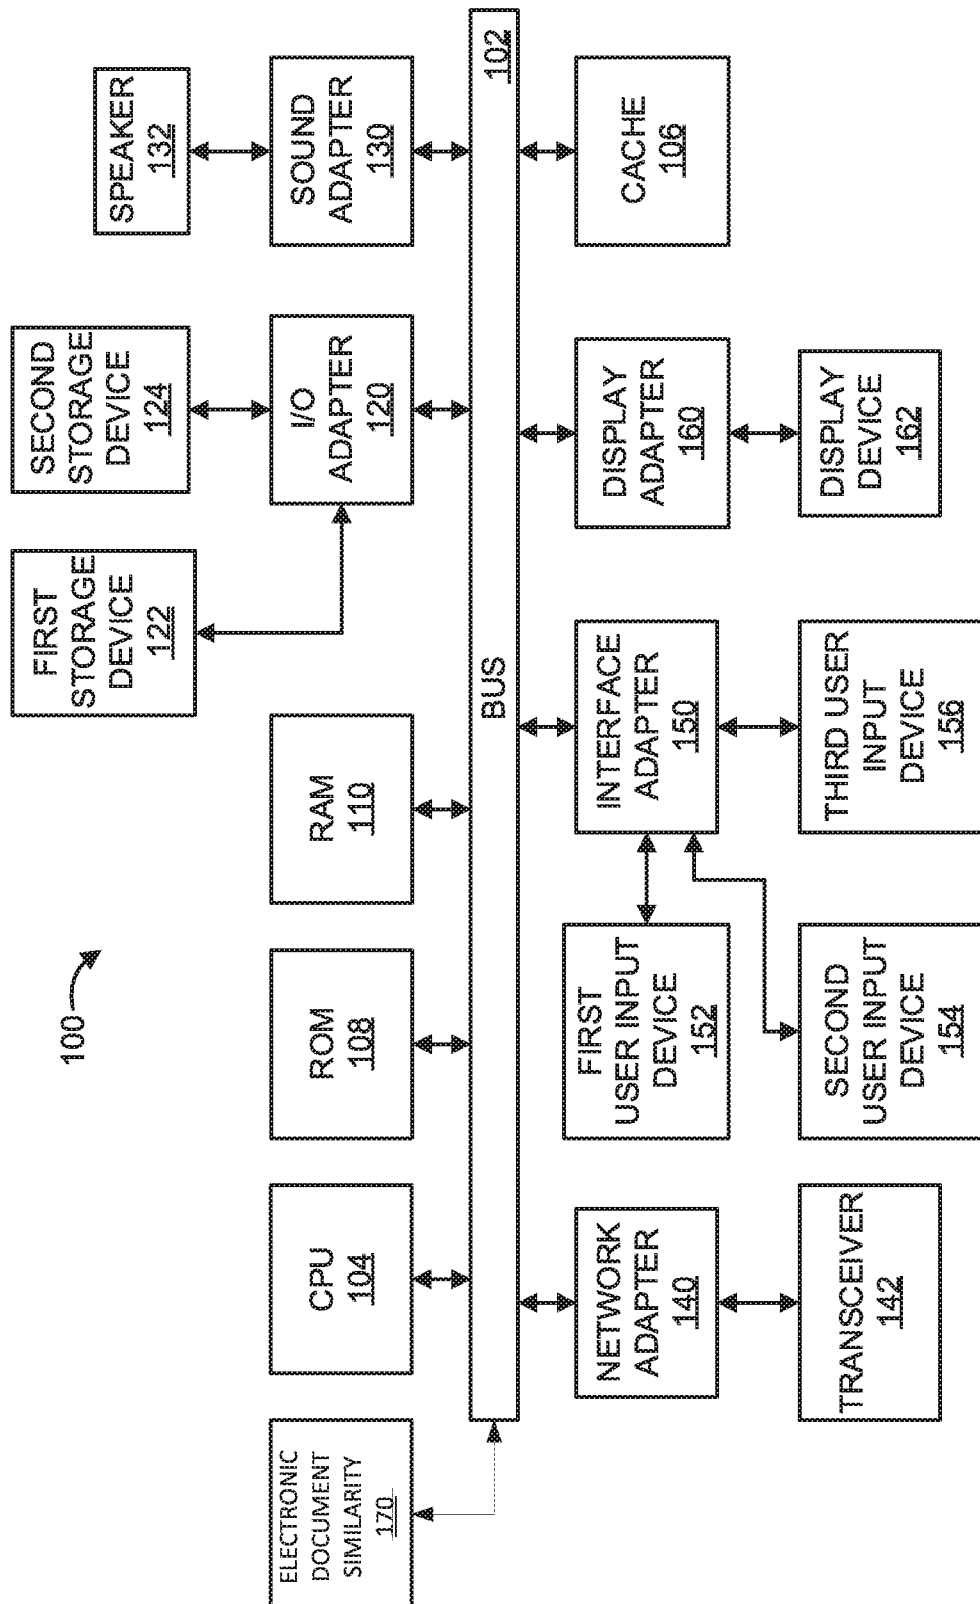 100
ELECTRONIC
DOCUMENT
SIMILARITY
170
CPU
104
ROM
108
RAM
110
FIRST
STORAGE
DEVICE
122
SECOND
STORAGE
DEVICE
124
I/O
ADAPTER
120
SPEAKER
132
SOUND
ADAPTER
130
BUS
102
NETWORK
ADAPTER
140
TRANSCEIVER
142
FIRST
USER INPUT
DEVICE
152
SECOND
USER INPUT
DEVICE
154
INTERFACE
ADAPTER
150
THIRD USER
INPUT
DEVICE
156
DISPLAY
ADAPTER
160
DISPLAY
DEVICE
162
CACHE
106